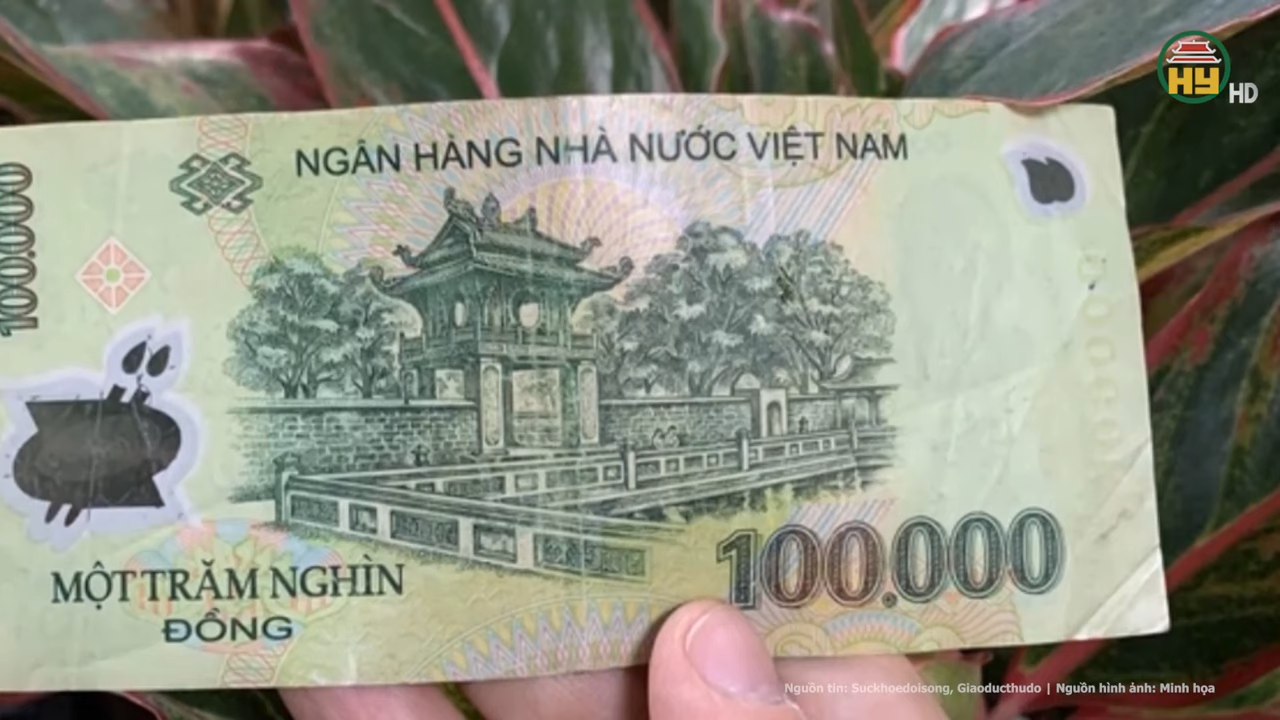 HY HD
NGÂN HÀNG NHÀ NƯỚC VIỆT NAM
100.000
100.000
MỘT TRĂM NGHÌN
ĐỒNG
Nguồn tin: Suckhoedoisong, Giaoducthudo | Nguồn hình ảnh: Minh họa